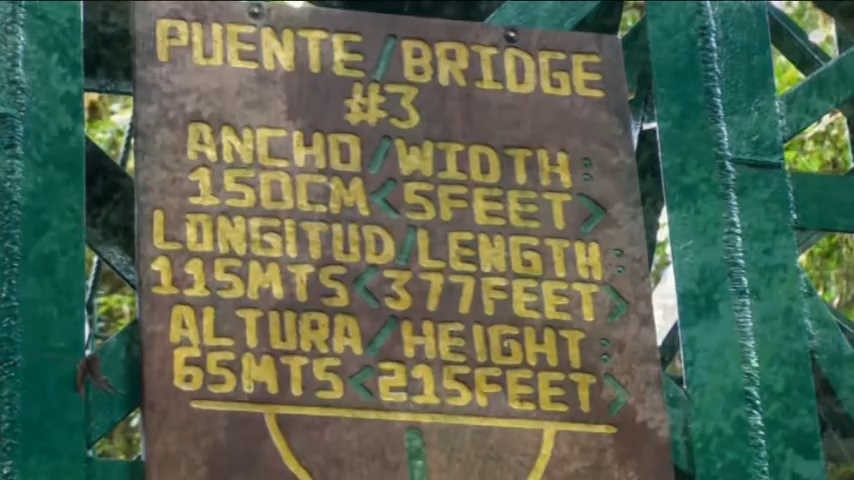 PUENTE/BRIDGE
#3
ANCHO/WIDTH:
150CM<5FEET>
LONGITUD/LENGTH:
115MTS<377FEET>
ALTURA/HEIGHT:
65MTS<215FEET>